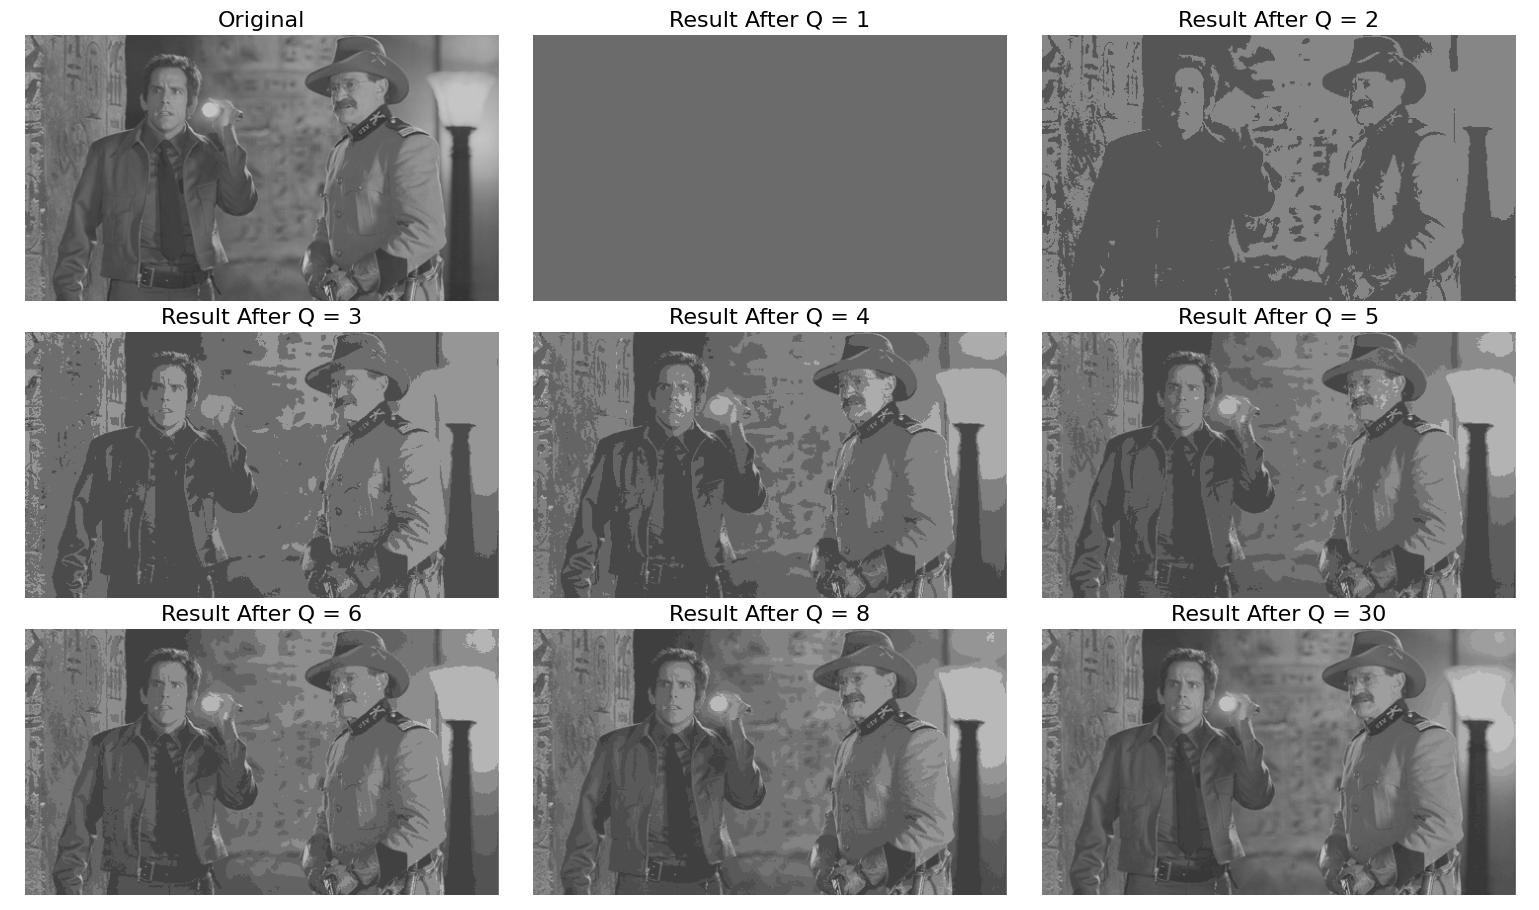 Original
Result After Q = 1
Result After Q = 2
Result After Q = 3
Result After Q = 4
Result After Q = 5
Result After Q = 6
Result After Q = 8
Result After Q = 30